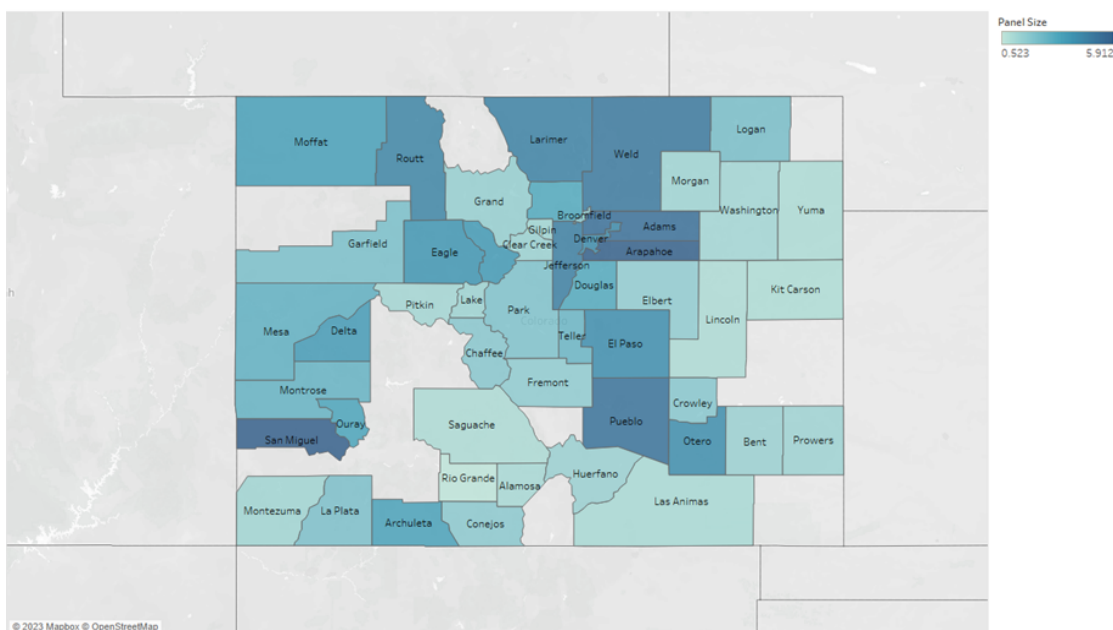 Panel Size
0.523 5.912
Moffat
Routt
Larimer
Weld
Logan
Morgan
Grand
Washington
Yuma
Broomfield
Gilpin
Adams
Denver
Clear Creek
Arapahoe
Garfield
Eagle
Jefferson
Douglas
Kit Carson
Pitkin
Lake
Elbert
Park
Colorado
Lincoln
Mesa
Delta
Teller
El Paso
Chaffee
Fremont
Montrose
Crowley
Ouray
Saguache
Pueblo
San Miguel
Otero
Bent
Prowers
Rio Grande
Alamosa
Huerfano
Las Animas
Montezuma
La Plata
Archuleta
Conejos
© 2023 Mapbox © OpenStreetMap